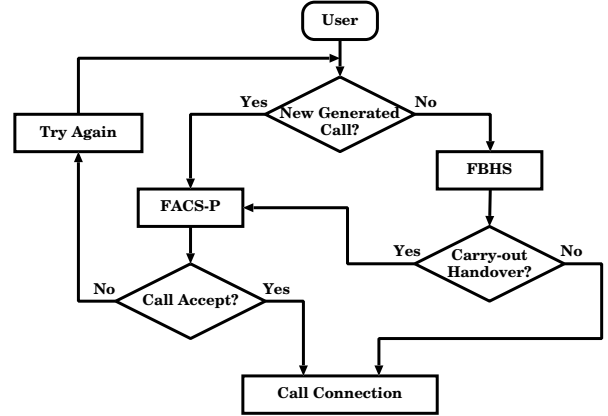 User
Yes
New Generated
Call?
No
Try Again
FBHS
FACS-P
Yes
Carry-out
Handover?
No
No
Call Accept?
Yes
Call Connection